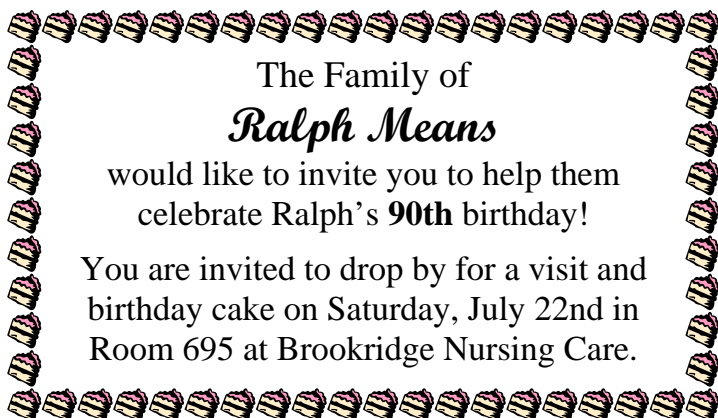 The Family of
Ralph Means
would like to invite you to help them
celebrate Ralph’s 90th birthday!
You are invited to drop by for a visit and
birthday cake on Saturday, July 22nd in
Room 695 at Brookridge Nursing Care.